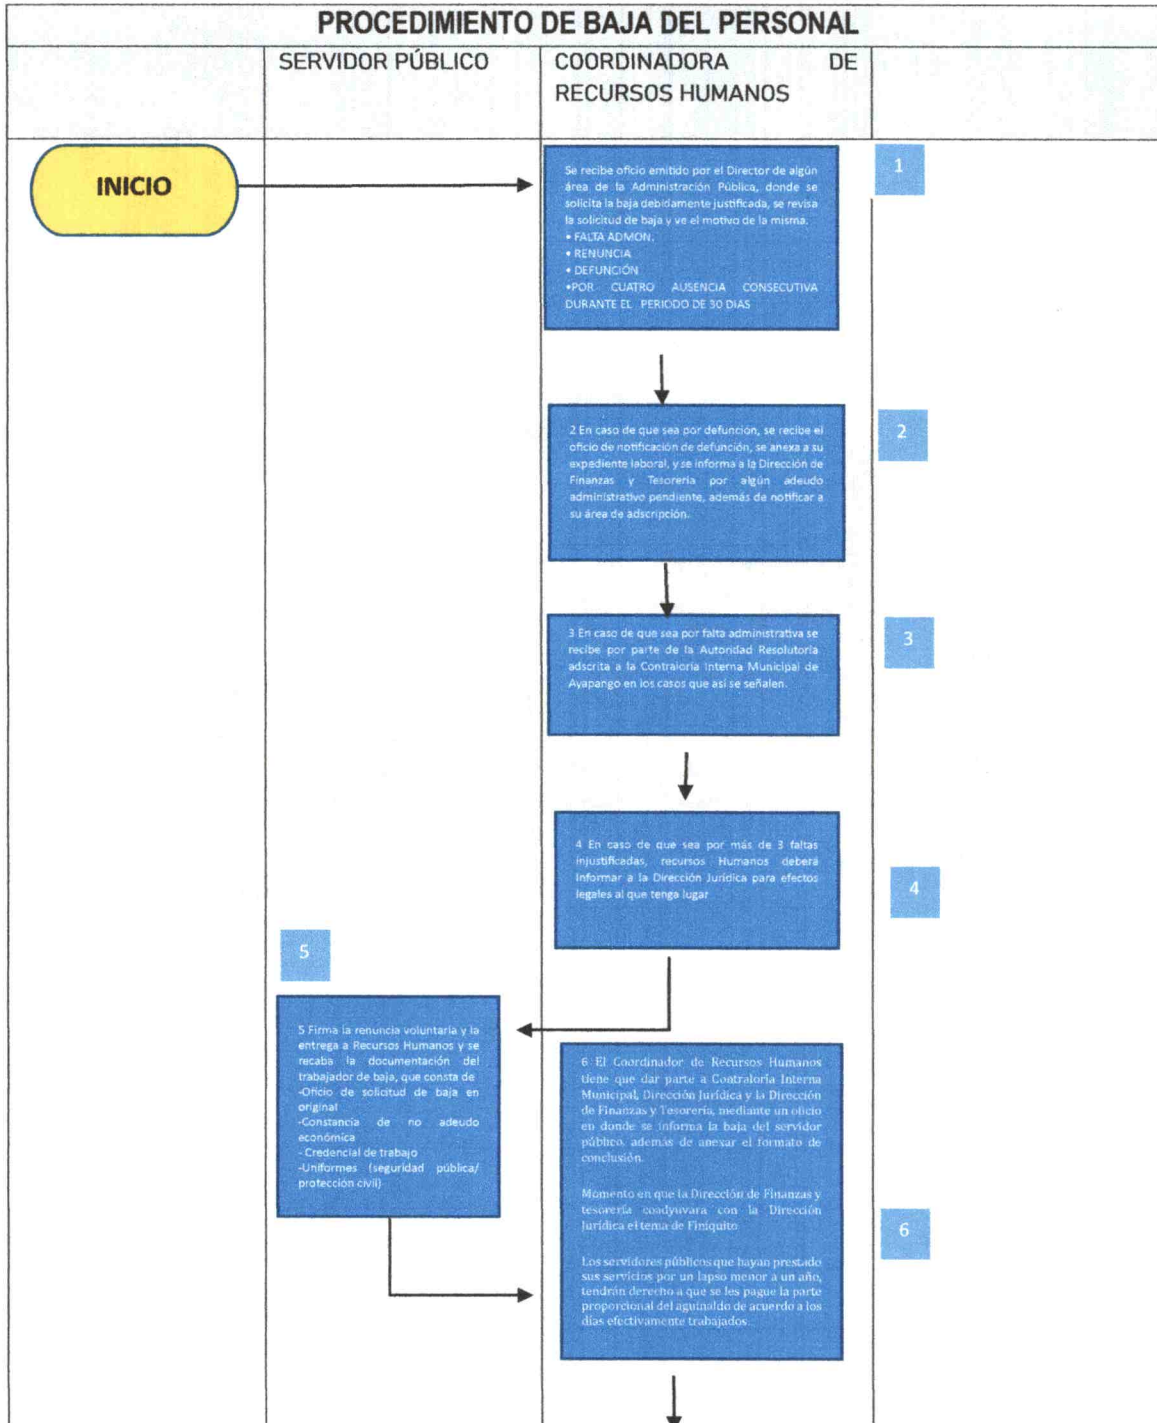 PROCEDIMIENTO DE BAJA DEL PERSONAL
SERVIDOR PÚBLICO
COORDINADORA DE
RECURSOS HUMANOS
INICIO
Se recibe oficio emitido por el Director de algún
área de la Administración Pública, donde se
solicita la baja debidamente justificada, se revisa
la solicitud de baja y ve el motivo de la misma.
• FALTA ADMON.
• RENUNCIA
• DEFUNCIÓN
•POR CUATRO AUSENCIA CONSECUTIVA
DURANTE EL PERIODO DE 30 DIAS
1
2 En caso de que sea por defunción, se recibe el
oficio de notificación de defunción, se anexa a su
expediente laboral, y se informa a la Dirección de
Finanzas y Tesorería por algún adeudo
administrativo pendiente, además de notificar a
su área de adscripción.
2
3 En caso de que sea por falta administrativa se
recibe por parte de la Autoridad Resolutoria
adscrita a la Contraloría Interna Municipal de
Ayapango en los casos que así se señalen.
3
4 En caso de que sea por más de 3 faltas
injustificadas, recursos Humanos deberá
Informar a la Dirección Jurídica para efectos
legales al que tenga lugar
4
5
5 Firma la renuncia voluntaria y la
entrega a Recursos Humanos y se
recaba la documentación del
trabajador de baja, que consta de
-Oficio de solicitud de baja en
original
-Constancia de no adeudo
económica
- Credencial de trabajo
-Uniformes (seguridad pública/
protección civil)
6 El Coordinador de Recursos Humanos
tiene que dar parte a Contraloría Interna
Municipal, Dirección Jurídica y la Dirección
de Finanzas y Tesorería, mediante un oficio
en donde se informa la baja del servidor
público, además de anexar el formato de
conclusión.
Momento en que la Dirección de Finanzas y
tesorería coadyuvara con la Dirección
Jurídica el tema de Finiquito
Los servidores públicos que hayan prestado
sus servicios por un lapso menor a un año,
tendrán derecho a que se les pague la parte
proporcional del aguinaldo de acuerdo a los
días efectivamente trabajados
6